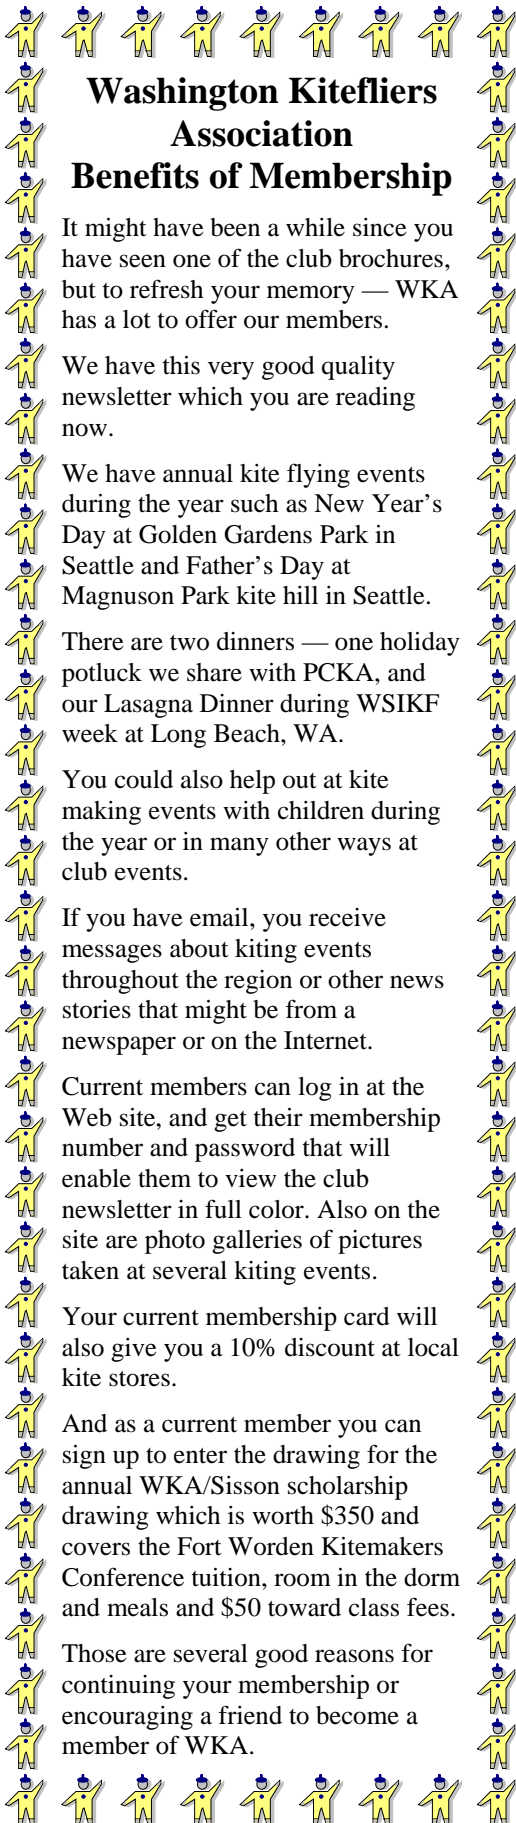 Washington Kitefliers
Association
Benefits of Membership
It might have been a while since you
have seen one of the club brochures,
but to refresh your memory — WKA
has a lot to offer our members.
We have this very good quality
newsletter which you are reading
now.
We have annual kite flying events
during the year such as New Year’s
Day at Golden Gardens Park in
Seattle and Father’s Day at
Magnuson Park kite hill in Seattle.
There are two dinners — one holiday
potluck we share with PCKA, and
our Lasagna Dinner during WSIKF
week at Long Beach, WA.
You could also help out at kite
making events with children during
the year or in many other ways at
club events.
If you have email, you receive
messages about kiting events
throughout the region or other news
stories that might be from a
newspaper or on the Internet.
Current members can log in at the
Web site, and get their membership
number and password that will
enable them to view the club
newsletter in full color. Also on the
site are photo galleries of pictures
taken at several kiting events.
Your current membership card will
also give you a 10% discount at local
kite stores.
And as a current member you can
sign up to enter the drawing for the
annual WKA/Sisson scholarship
drawing which is worth $350 and
covers the Fort Worden Kitemakers
Conference tuition, room in the dorm
and meals and $50 toward class fees.
Those are several good reasons for
continuing your membership or
encouraging a friend to become a
member of WKA.